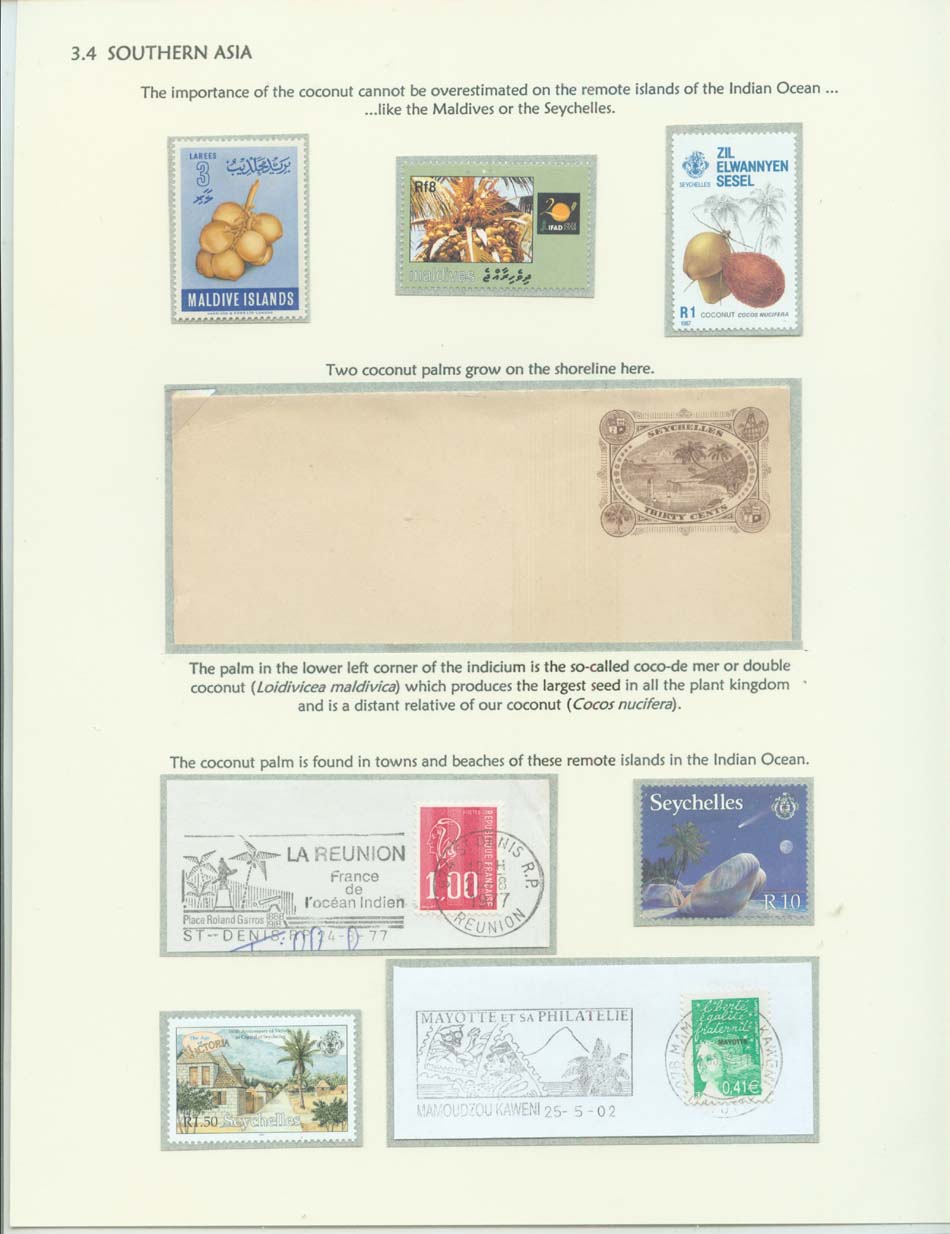 3.4 SOUTHERN ASIA
The importance of the coconut cannot be overestimated on the remote islands of the Indian Ocean ...
...like the Maldives or the Seychelles.
LAREES
3
MALDIVE ISLANDS
Rf8
20
IFAD
maldives
ދިވެހިރާއްޖެ
SEYCHELLES
ZIL
ELWANNYEN
SESEL
R1 COCONUT COCOS NUCIFERA
1987
Two coconut palms grow on the shoreline here.
SEYCHELLES
THIRTY CENTS
The palm in the lower left corner of the indicium is the so-called coco-de mer or double
coconut (Loidivicea maldivica) which produces the largest seed in all the plant kingdom
and is a distant relative of our coconut (Cocos nucifera).
The coconut palm is found in towns and beaches of these remote islands in the Indian Ocean.
LA REUNION
France
de
l'océan Indien
Place Roland Garros 1888
ST-DENIS RP 77
POSTES
REPUBLIQUE FRANÇAISE
1,00
ST DENIS R.P.
REUNION
Seychelles
R10
VICTORIA
R1.50 Seychelles
MAYOTTE ET SA PHILATELIE
MAMOUDZOU KAWENI 25-5-02
liberté
égalité
fraternité
MAYOTTE
0,41€